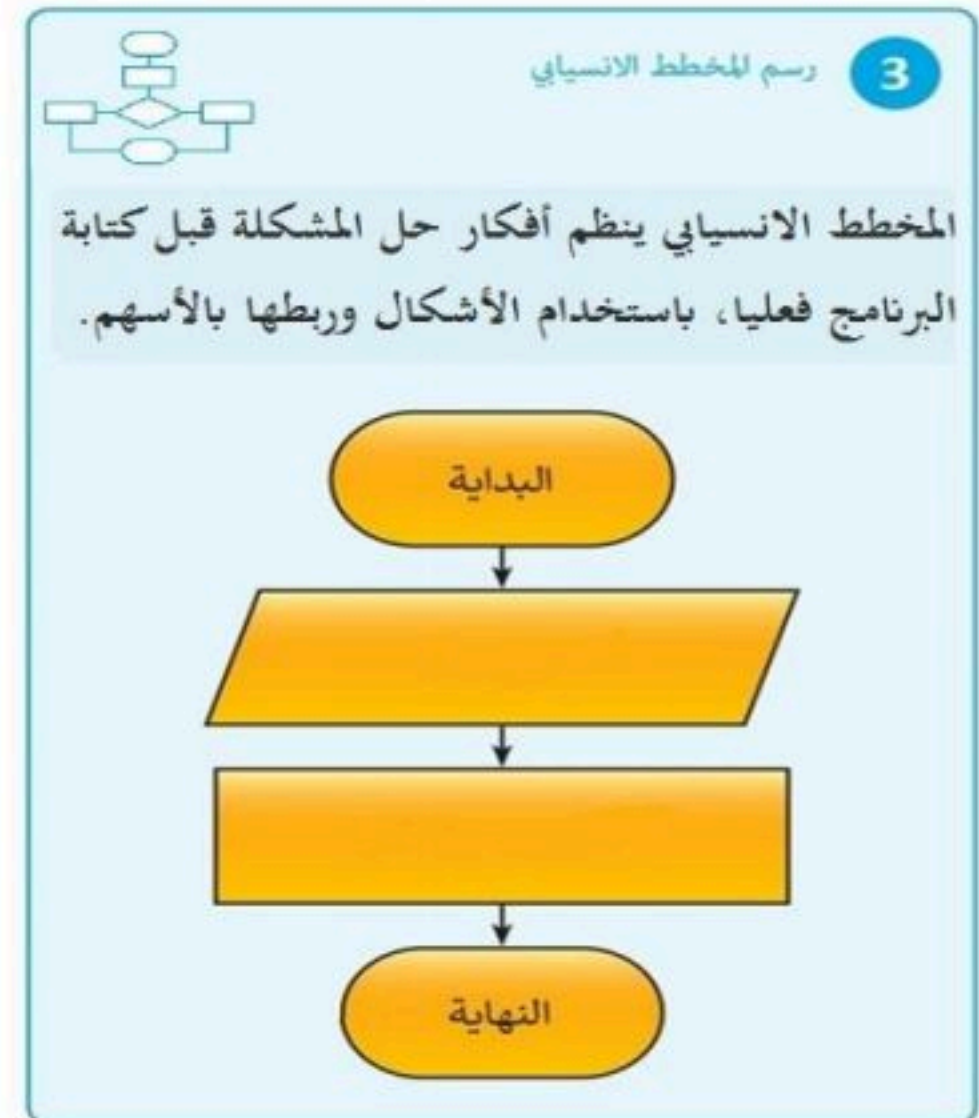 3
رسم المخطط الانسيابي
المخطط الانسيابي ينظم أفكار حل المشكلة قبل كتابة
البرنامج فعليا، باستخدام الأشكال وربطها بالأسهم.
البداية
النهاية